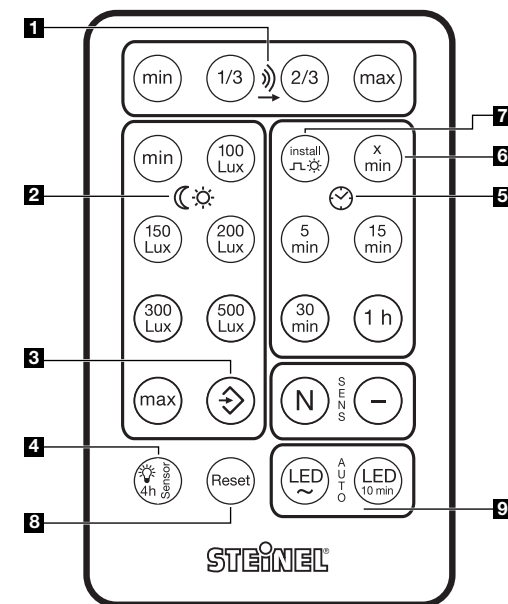 1
min 1/3 2/3 max
7
install x min
6
min 100 Lux
2
5
150 Lux 200 Lux
5 min 15 min
300 Lux 500 Lux
30 min 1 h
3
max
N SENS –
4
4h Sensor Reset
LED ~ AUTO LED 10 min
8
9
STEINEL®